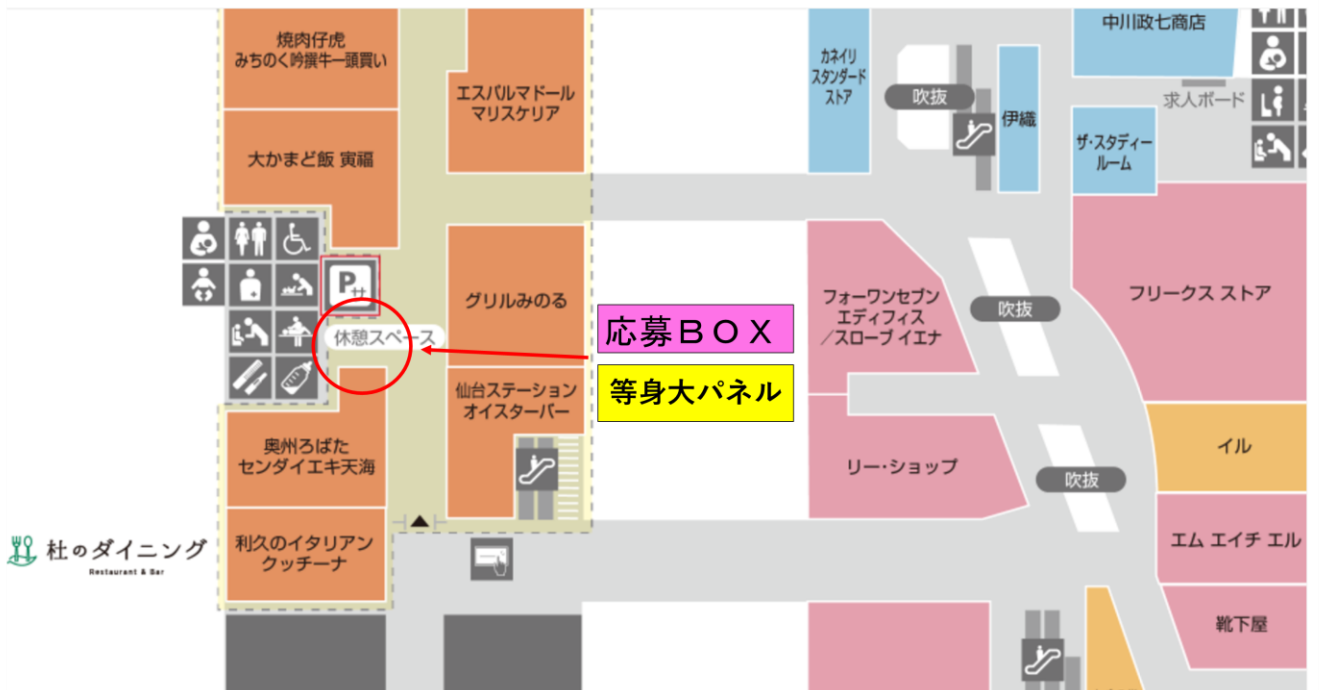 焼肉仔虎
みちのく吟撰牛一頭買い
大かまど飯 寅福
エスパルマドール
マリスケリア
カネイリ
スタンダード
ストア
吹抜
伊織
中川政七商店
求人ボード
ザ・スタディー
ルーム
P
サ
休憩スペース
グリルみのる
応募BOX
等身大パネル
仙台ステーション
オイスターバー
フォーワンセブン
エディフィス
/スローブ イエナ
吹抜
フリークス ストア
奥州ろばた
センダイエキ天海
リー・ショップ
吹抜
イル
杜のダイニング
Restaurant & Bar
利久のイタリアン
クッチーナ
エム エイチ エル
靴下屋